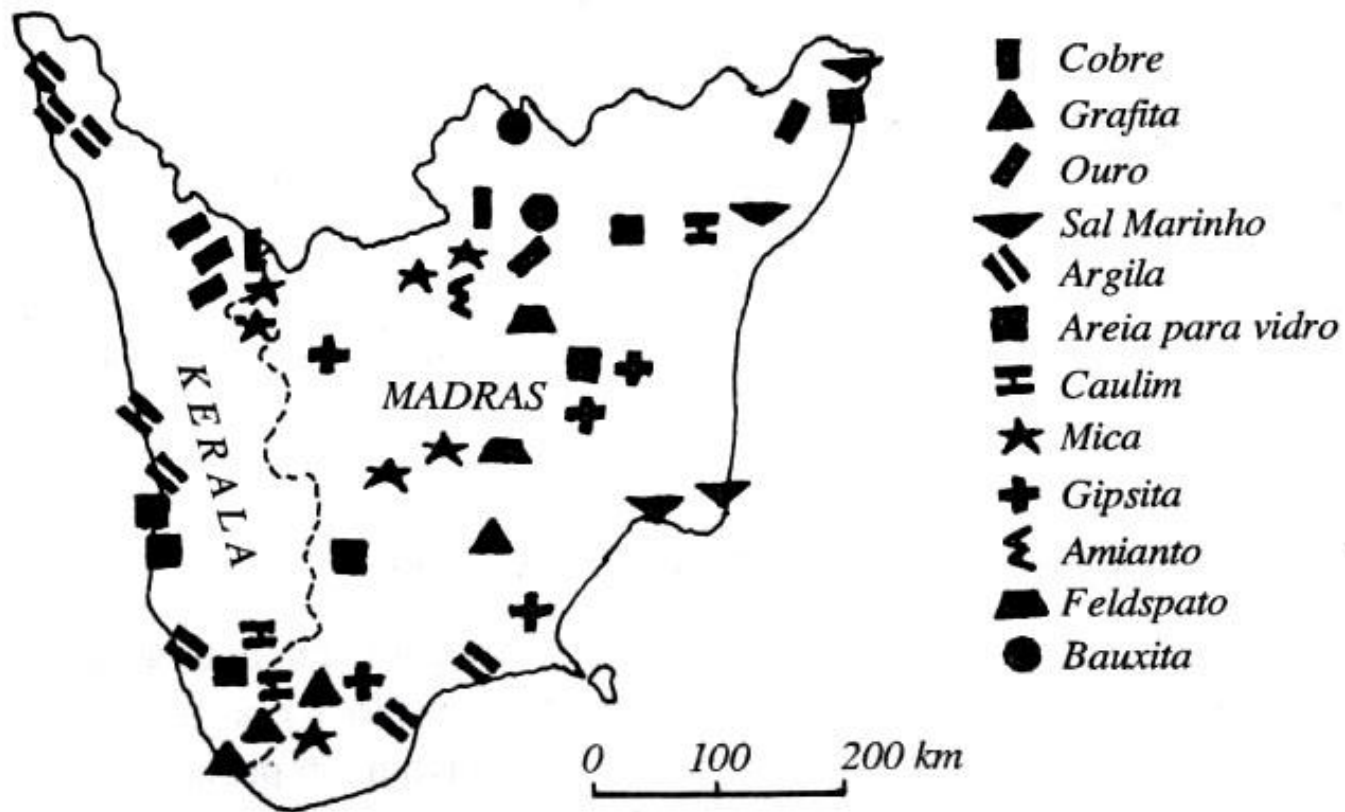 Cobre
Grafita
Ouro
Sal Marinho
Argila
Areia para vidro
Caulim
Mica
Gipsita
Amianto
Feldspato
Bauxita
MADRAS
KERALA
0 100 200 km